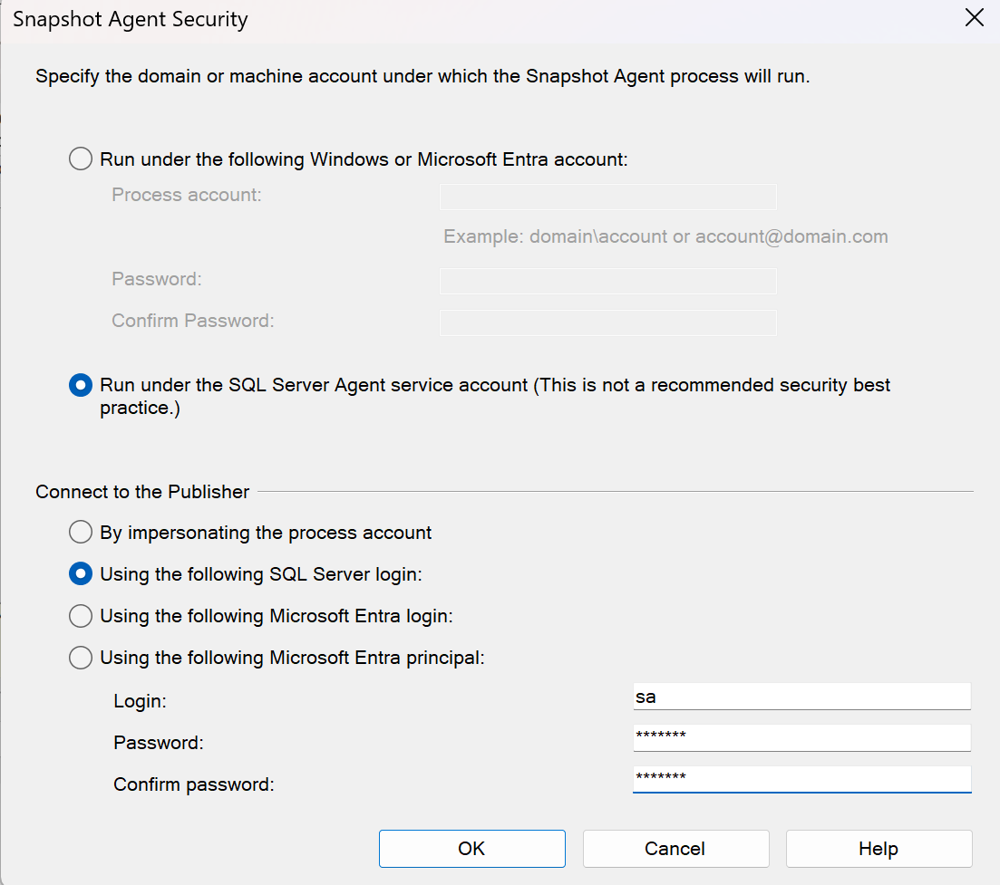 Snapshot Agent Security
Specify the domain or machine account under which the Snapshot Agent process will run.
Run under the following Windows or Microsoft Entra account:
Process account:
Example: domain\account or account@domain.com
Password:
Confirm Password:
Run under the SQL Server Agent service account (This is not a recommended security best
practice.)
Connect to the Publisher
By impersonating the process account
Using the following SQL Server login:
Using the following Microsoft Entra login:
Using the following Microsoft Entra principal:
Login: sa
Password: *******
Confirm password: *******
OK Cancel Help